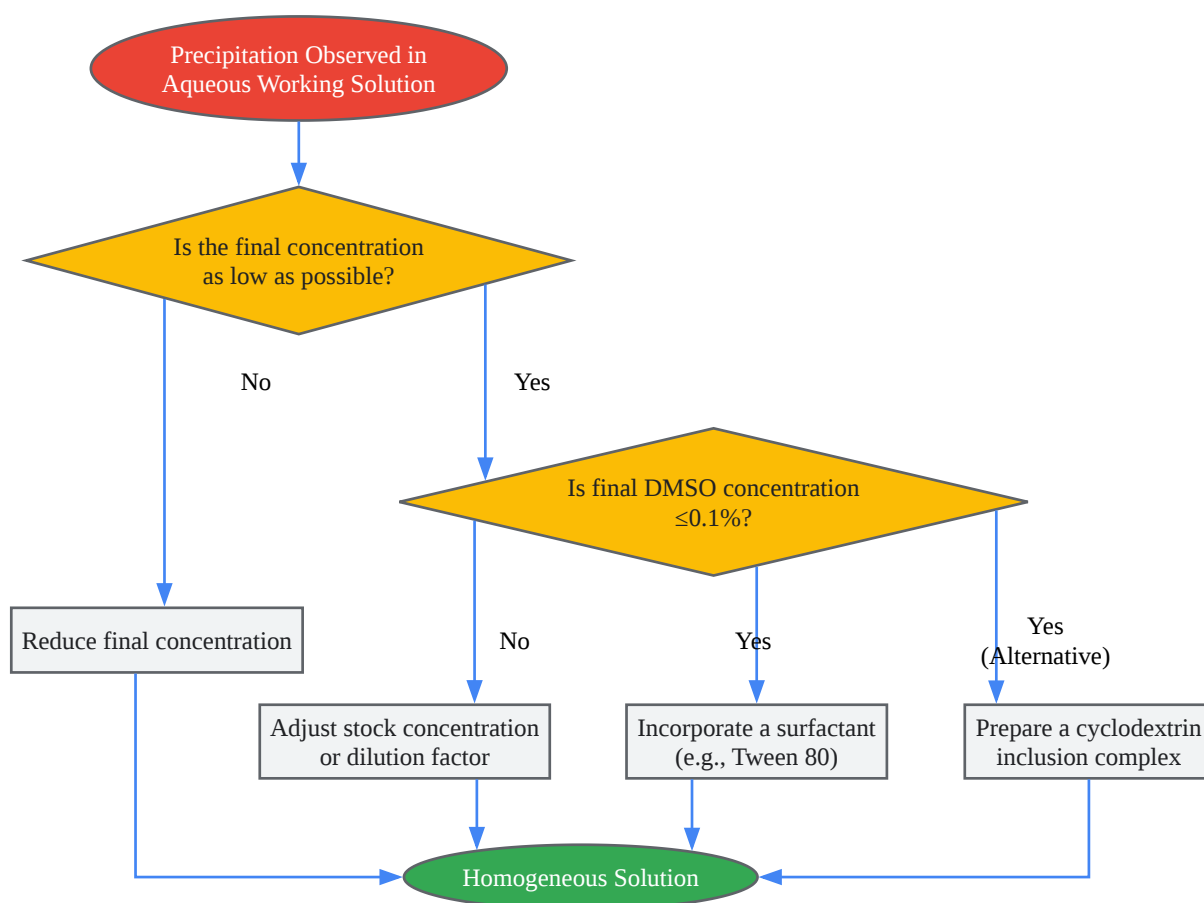 Precipitation Observed in
Aqueous Working Solution
Is the final concentration
as low as possible?
No
Yes
Is final DMSO concentration
≤0.1%?
Reduce final concentration
No
Yes
Yes
(Alternative)
Adjust stock concentration
or dilution factor
Incorporate a surfactant
(e.g., Tween 80)
Prepare a cyclodextrin
inclusion complex
Homogeneous Solution